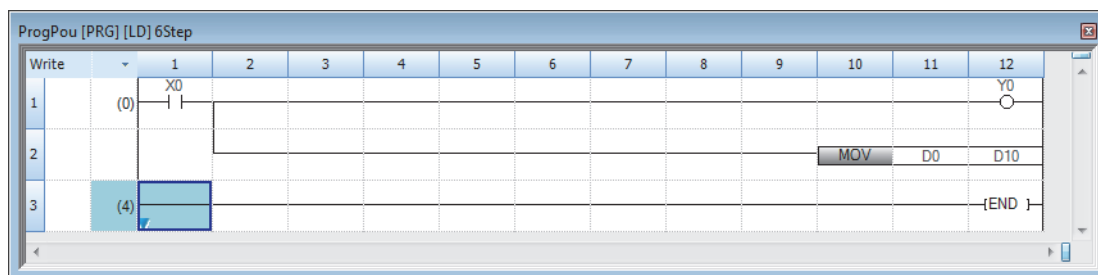 ProgPou [PRG] [LD] 6Step
Write 1 2 3 4 5 6 7 8 9 10 11 12
X0 Y0
1 (0)
2 MOV D0 D10
3 (4) [END ]